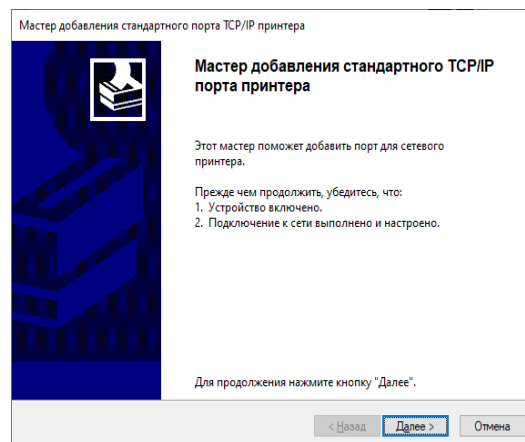 Мастер добавления стандартного порта TCP/IP принтера
Мастер добавления стандартного TCP/IP
порта принтера
Этот мастер поможет добавить порт для сетевого
принтера.
Прежде чем продолжить, убедитесь, что:
1. Устройство включено.
2. Подключение к сети выполнено и настроено.
Для продолжения нажмите кнопку "Далее".
< Назад Далее > Отмена